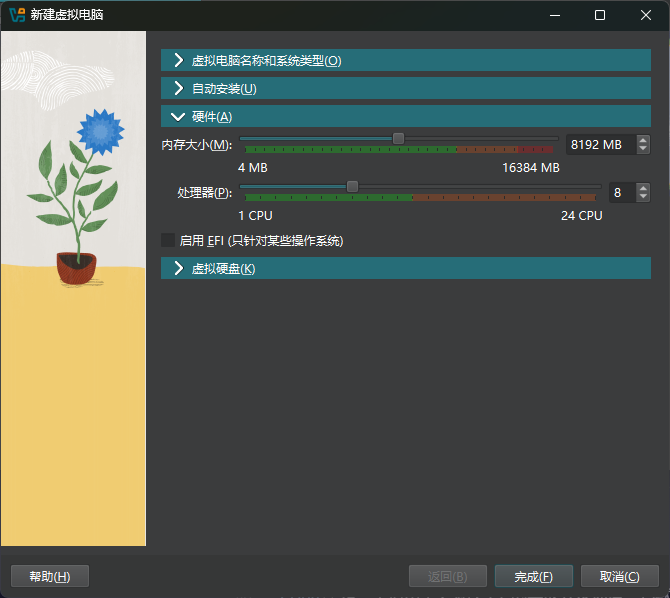 新建虚拟电脑
虚拟电脑名称和系统类型(O)
自动安装(U)
硬件(A)
内存大小(M): 8192 MB
4 MB 16384 MB
处理器(P): 8
1 CPU 24 CPU
启用 EFI (只针对某些操作系统)
虚拟硬盘(K)
帮助(H) 返回(B) 完成(F) 取消(C)